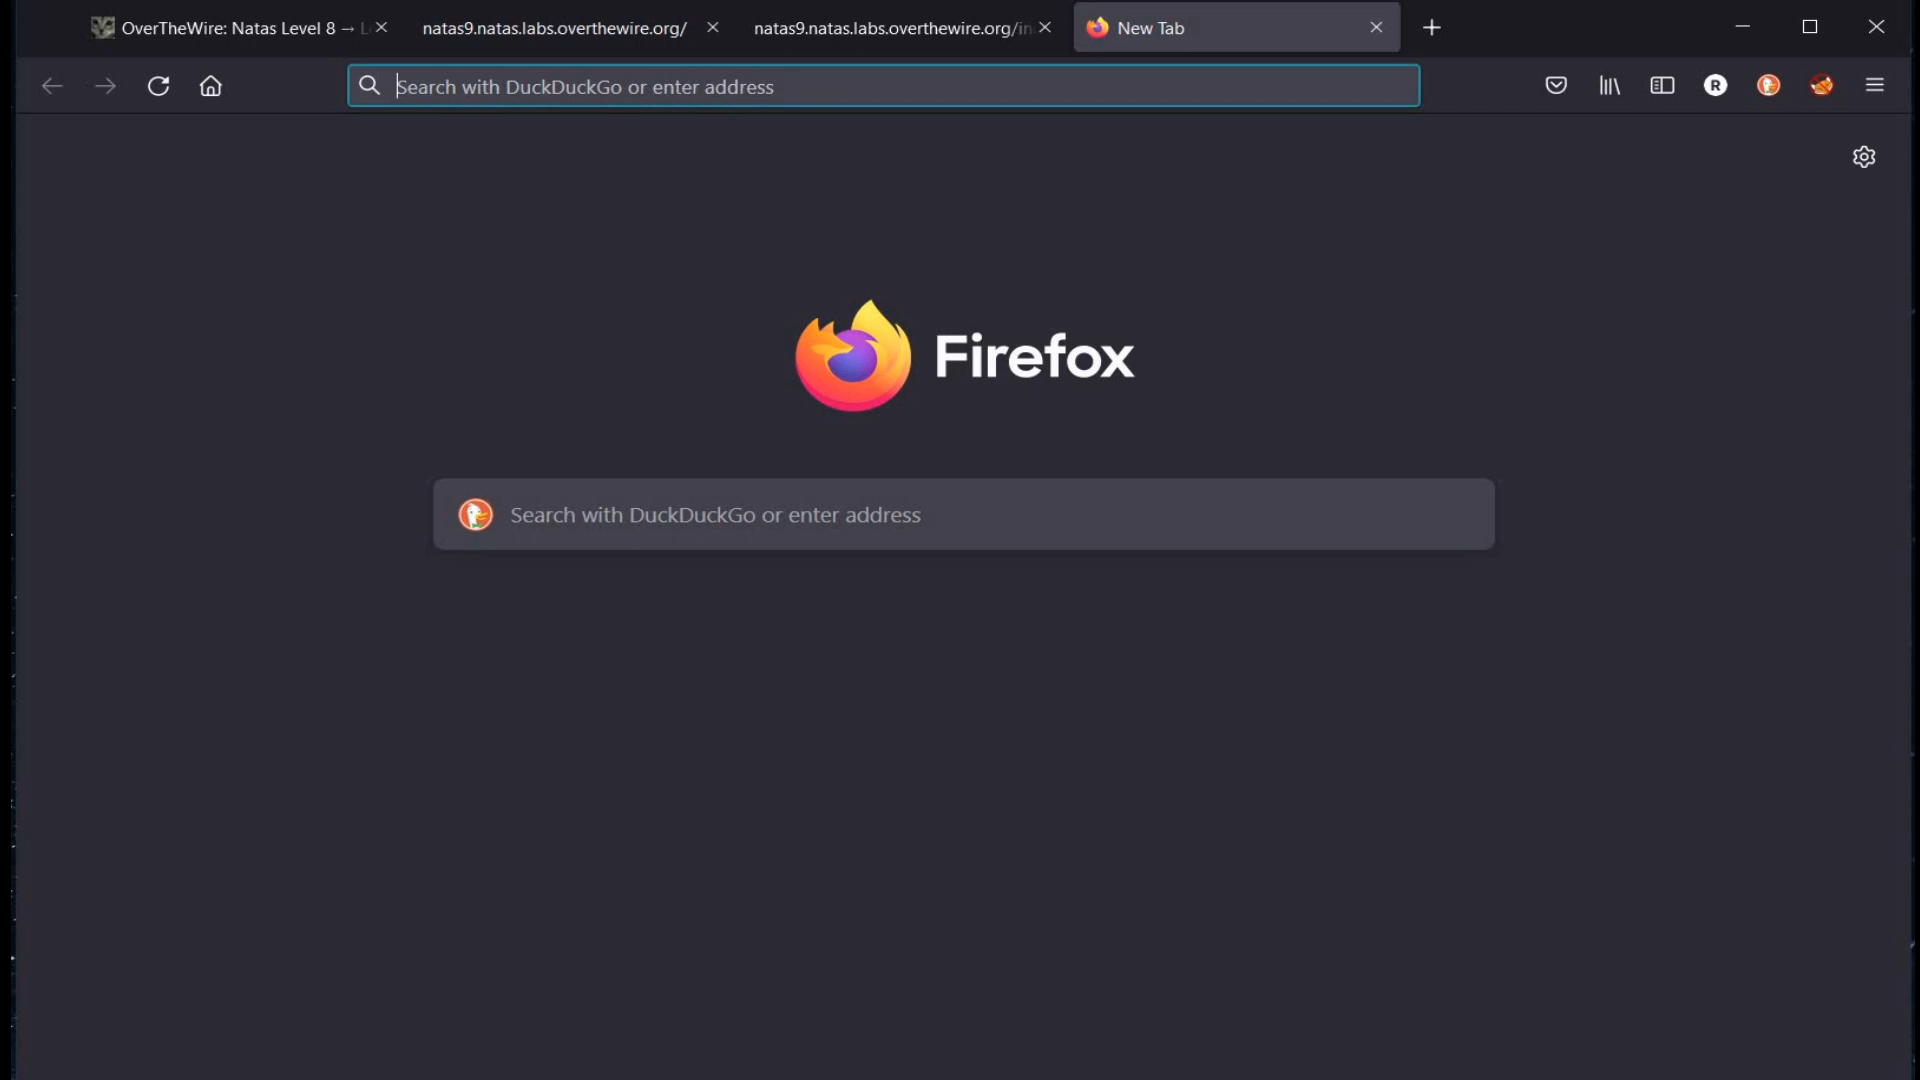 OverTheWire: Natas Level 8 → L
natas9.natas.labs.overthewire.org/
natas9.natas.labs.overthewire.org/in
New Tab
Search with DuckDuckGo or enter address
R
Firefox
Search with DuckDuckGo or enter address